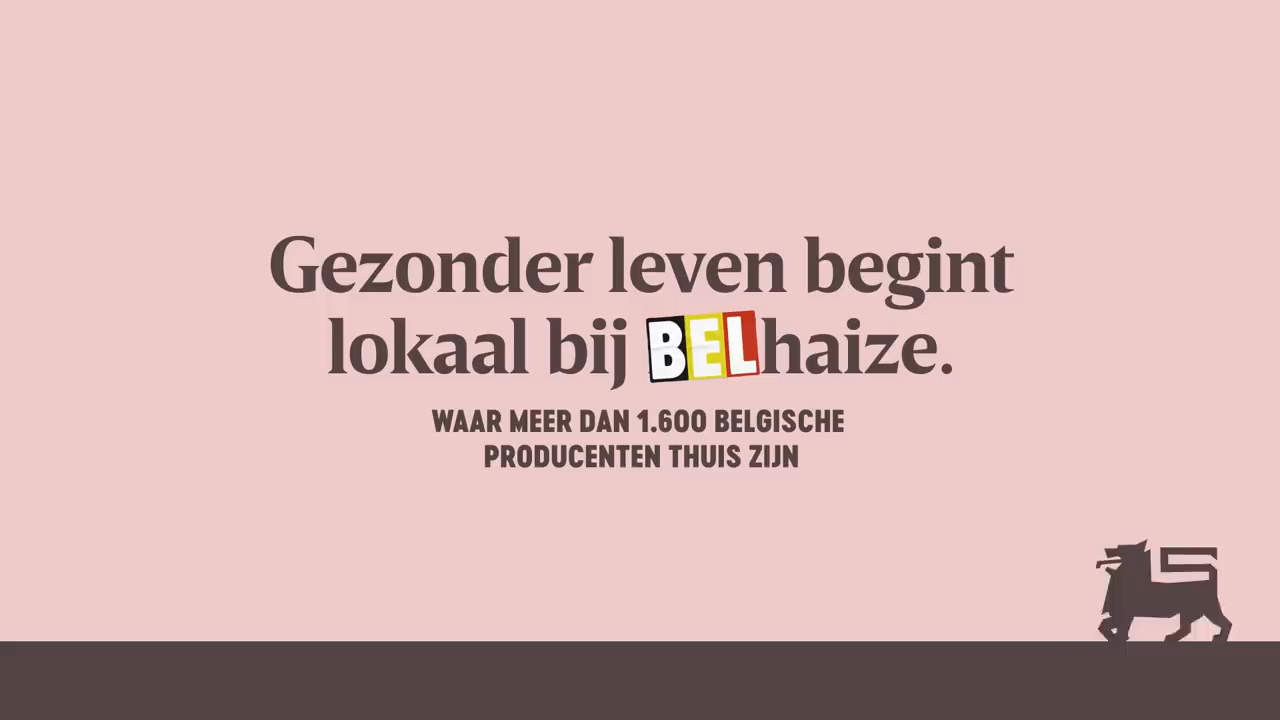 Gezonder leven begint
lokaal bij BELhaize.
WAAR MEER DAN 1.600 BELGISCHE
PRODUCENTEN THUIS ZIJN